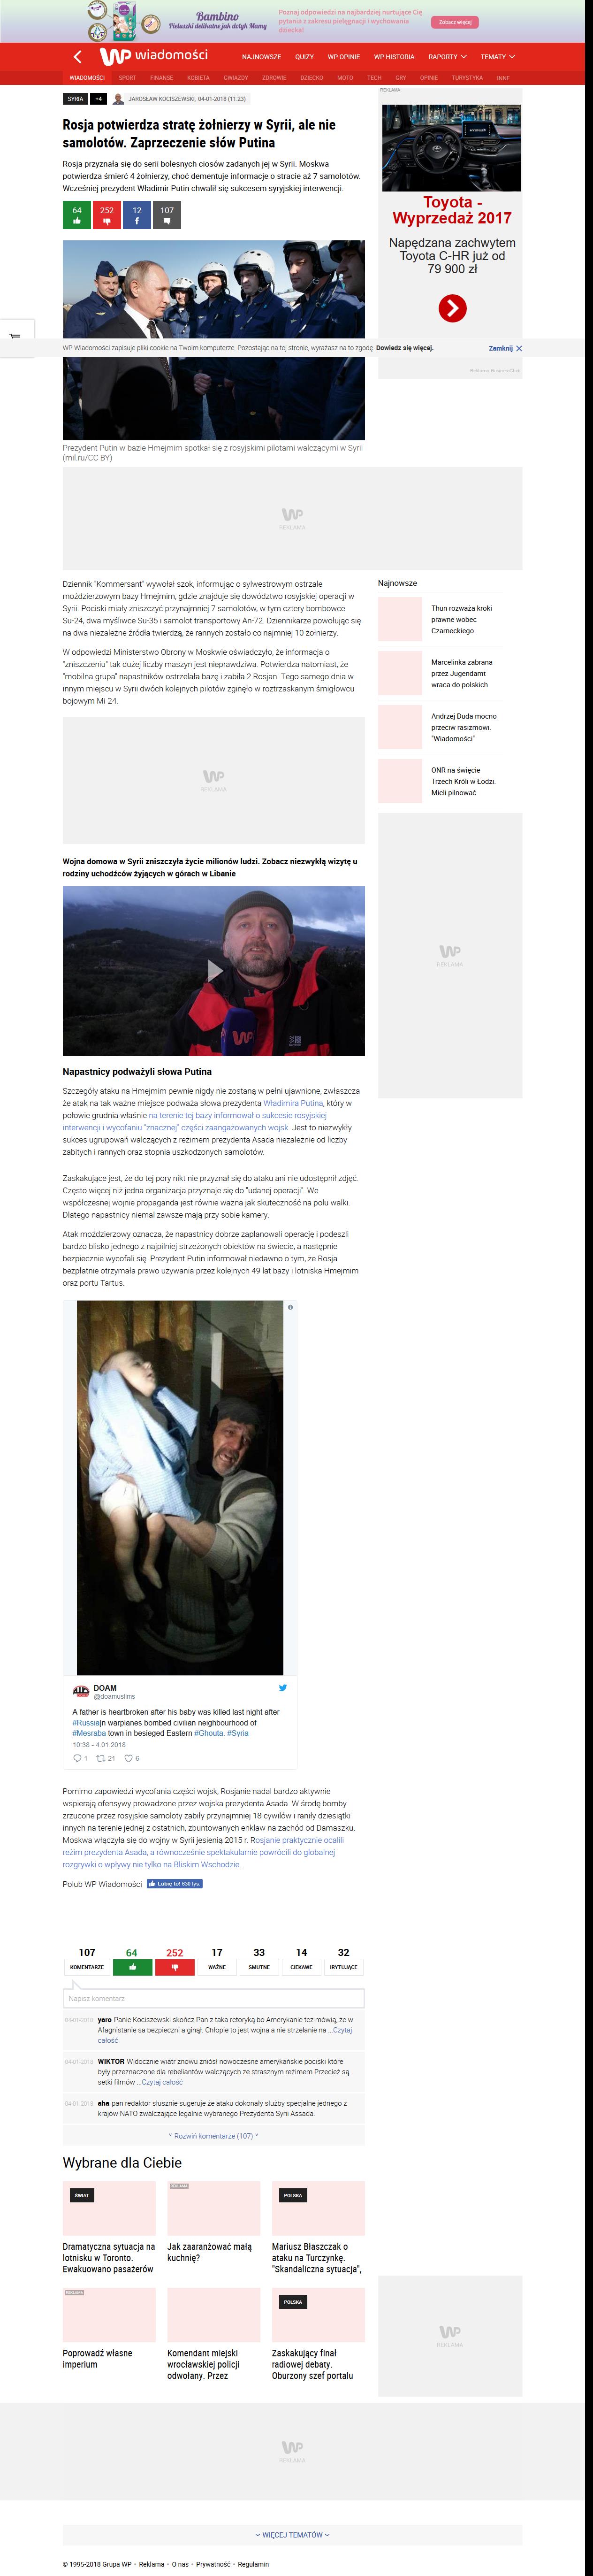 Bambino
Pieluszki delikatne jak dotyk Mamy
Poznaj odpowiedzi na najbardziej nurtujące Cię
pytania z zakresu pielęgnacji i wychowania
dziecka!
Zobacz więcej
WP wiadomości
NAJNOWSZE QUIZY WP OPINIE WP HISTORIA RAPORTY TEMATY
WIADOMOŚCI SPORT FINANSE KOBIETA GWIAZDY ZDROWIE DZIECKO MOTO TECH GRY OPINIE TURYSTYKA INNE
SYRIA +4 JAROSŁAW KOCISZEWSKI, 04-01-2018 (11:23)
Rosja potwierdza stratę żołnierzy w Syrii, ale nie
samolotów. Zaprzeczenie słów Putina
Rosja przyznała się do serii bolesnych ciosów zadanych jej w Syrii. Moskwa
potwierdza śmierć 4 żołnierzy, choć dementuje informacje o stracie aż 7 samolotów.
Wcześniej prezydent Władimir Putin chwalił się sukcesem syryjskiej interwencji.
64 252 12 107
REKLAMA
Toyota -
Wyprzedaż 2017
Napędzana zachwytem
Toyota C-HR już od
79 900 zł
Reklama BusinessClick
WP Wiadomości zapisuje pliki cookie na Twoim komputerze. Pozostając na tej stronie, wyrażasz na to zgodę. Dowiedz się więcej.
Zamknij
Prezydent Putin w bazie Hmejmim spotkał się z rosyjskimi pilotami walczącymi w Syrii
(mil.ru/CC BY)
WP
REKLAMA
Dziennik "Kommersant" wywołał szok, informując o sylwestrowym ostrzale
moździerzowym bazy Hmejmim, gdzie znajduje się dowództwo rosyjskiej operacji w
Syrii. Pociski miały zniszczyć przynajmniej 7 samolotów, w tym cztery bombowce
Su-24, dwa myśliwce Su-35 i samolot transportowy An-72. Dziennikarze powołując się
na dwa niezależne źródła twierdzą, że rannych zostało co najmniej 10 żołnierzy.
W odpowiedzi Ministerstwo Obrony w Moskwie oświadczyło, że informacja o
"zniszczeniu" tak dużej liczby maszyn jest nieprawdziwa. Potwierdza natomiast, że
"mobilna grupa" napastników ostrzelała bazę i zabiła 2 Rosjan. Tego samego dnia w
innym miejscu w Syrii dwóch kolejnych pilotów zginęło w roztrzaskanym śmigłowcu
bojowym Mi-24.
WP
REKLAMA
Wojna domowa w Syrii zniszczyła życie milionów ludzi. Zobacz niezwykłą wizytę u
rodziny uchodźców żyjących w górach w Libanie
Napastnicy podważyli słowa Putina
Szczegóły ataku na Hmejmim pewnie nigdy nie zostaną w pełni ujawnione, zwłaszcza
że atak na tak ważne miejsce podważa słowa prezydenta Władimira Putina, który w
połowie grudnia właśnie na terenie tej bazy informował o sukcesie rosyjskiej
interwencji i wycofaniu "znacznej" części zaangażowanych wojsk. Jest to niezwykły
sukces ugrupowań walczących z reżimem prezydenta Asada niezależnie od liczby
zabitych i rannych oraz stopnia uszkodzonych samolotów.
Zaskakujące jest, że do tej pory nikt nie przyznał się do ataku ani nie udostępnił zdjęć.
Często więcej niż jedna organizacja przyznaje się do "udanej operacji". We
współczesnej wojnie propaganda jest równie ważna jak skuteczność na polu walki.
Dlatego napastnicy niemal zawsze mają przy sobie kamery.
Atak moździerzowy oznacza, że napastnicy dobrze zaplanowali operację i podeszli
bardzo blisko jednego z najpilniej strzeżonych obiektów na świecie, a następnie
bezpiecznie wycofali się. Prezydent Putin informował niedawno o tym, że Rosja
bezpłatnie otrzymała prawo używania przez kolejnych 49 lat bazy i lotniska Hmejmim
oraz portu Tartus.
DOAM
@doamuslims
A father is heartbroken after his baby was killed last night after
#Russia|n warplanes bombed civilian neighbourhood of
#Mesraba town in besieged Eastern #Ghouta. #Syria
10:38 - 4.01.2018
1 21 6
Pomimo zapowiedzi wycofania części wojsk, Rosjanie nadal bardzo aktywnie
wspierają ofensywy prowadzone przez wojska prezydenta Asada. W środę bomby
zrzucone przez rosyjskie samoloty zabiły przynajmniej 18 cywilów i raniły dziesiątki
innych na terenie jednej z ostatnich, zbuntowanych enklaw na zachód od Damaszku.
Moskwa włączyła się do wojny w Syrii jesienią 2015 r. Rosjanie praktycznie ocalili
reżim prezydenta Asada, a równocześnie spektakularnie powrócili do globalnej
rozgrywki o wpływy nie tylko na Bliskim Wschodzie.
Polub WP Wiadomości Lubię to! 638 tys.
107 64 252 17 33 14 32
KOMENTARZE WAŻNE SMUTNE CIEKAWE IRYTUJĄCE
Napisz komentarz
04-01-2018 yaro Panie Kociszewski skończ Pan z taka retoryką bo Amerykanie tez mówią, że w
Afagnistanie sa bezpieczni a ginął. Chłopie to jest wojna a nie strzelanie na ...Czytaj
całość
04-01-2018 WIKTOR Widocznie wiatr znowu zniósł nowoczesne amerykańskie pociski które
były przeznaczone dla rebeliantów walczących ze strasznym reżimem.Przecież są
setki filmów ...Czytaj całość
04-01-2018 aha pan redaktor słusznie sugeruje że ataku dokonały służby specjalne jednego z
krajów NATO zwalczające legalnie wybranego Prezydenta Syrii Assada.
Rozwiń komentarze (107)
Najnowsze
Thun rozważa kroki
prawne wobec
Czarneckiego.
Marcelinka zabrana
przez Jugendamt
wraca do polskich
Andrzej Duda mocno
przeciw rasizmowi.
"Wiadomości"
ONR na święcie
Trzech Króli w Łodzi.
Mieli pilnować
WP
REKLAMA
Wybrane dla Ciebie
ŚWIAT
Dramatyczna sytuacja na
lotnisku w Toronto.
Ewakuowano pasażerów
REKLAMA
Jak zaaranżować małą
kuchnię?
POLSKA
Mariusz Błaszczak o
ataku na Turczynkę.
"Skandaliczna sytuacja",
REKLAMA
Poprowadź własne
imperium
Komendant miejski
wrocławskiej policji
odwołany. Przez
POLSKA
Zaskakujący finał
radiowej debaty.
Oburzony szef portalu
WP
REKLAMA
WP
REKLAMA
WIĘCEJ TEMATÓW
© 1995-2018 Grupa WP • Reklama • O nas • Prywatność • Regulamin